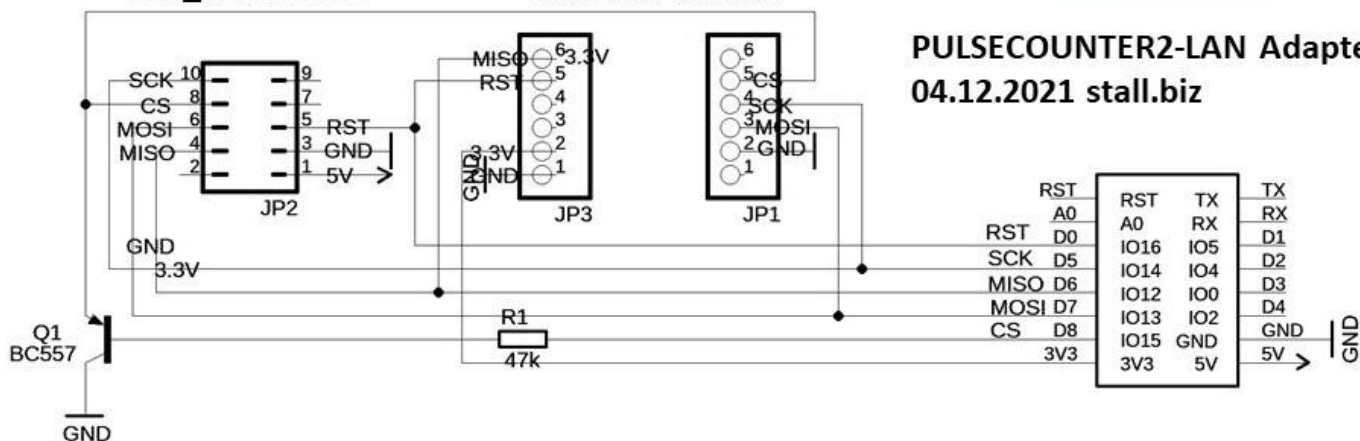 PULSECOUNTER2-LAN Adapte
04.12.2021 stall.biz
SCK 10 9
CS 8 7
MOSI 6 5 RST
MISO 4 3 GND
2 1 5V
JP2
MISO 6 3.3V
RST 5
4
3
3.3V 2
GND GND 1
JP3
6
5 CS
4 SCK
3 MOSI
2 GND
1
JP1
GND
3.3V
Q1
BC557
GND
R1
47k
RST RST TX TX
A0 A0 RX RX
RST D0 IO16 IO5 D1
SCK D5 IO14 IO4 D2
MISO D6 IO12 IO0 D3
MOSI D7 IO13 IO2 D4
CS D8 IO15 GND GND
3V3 3V3 5V 5V
GND